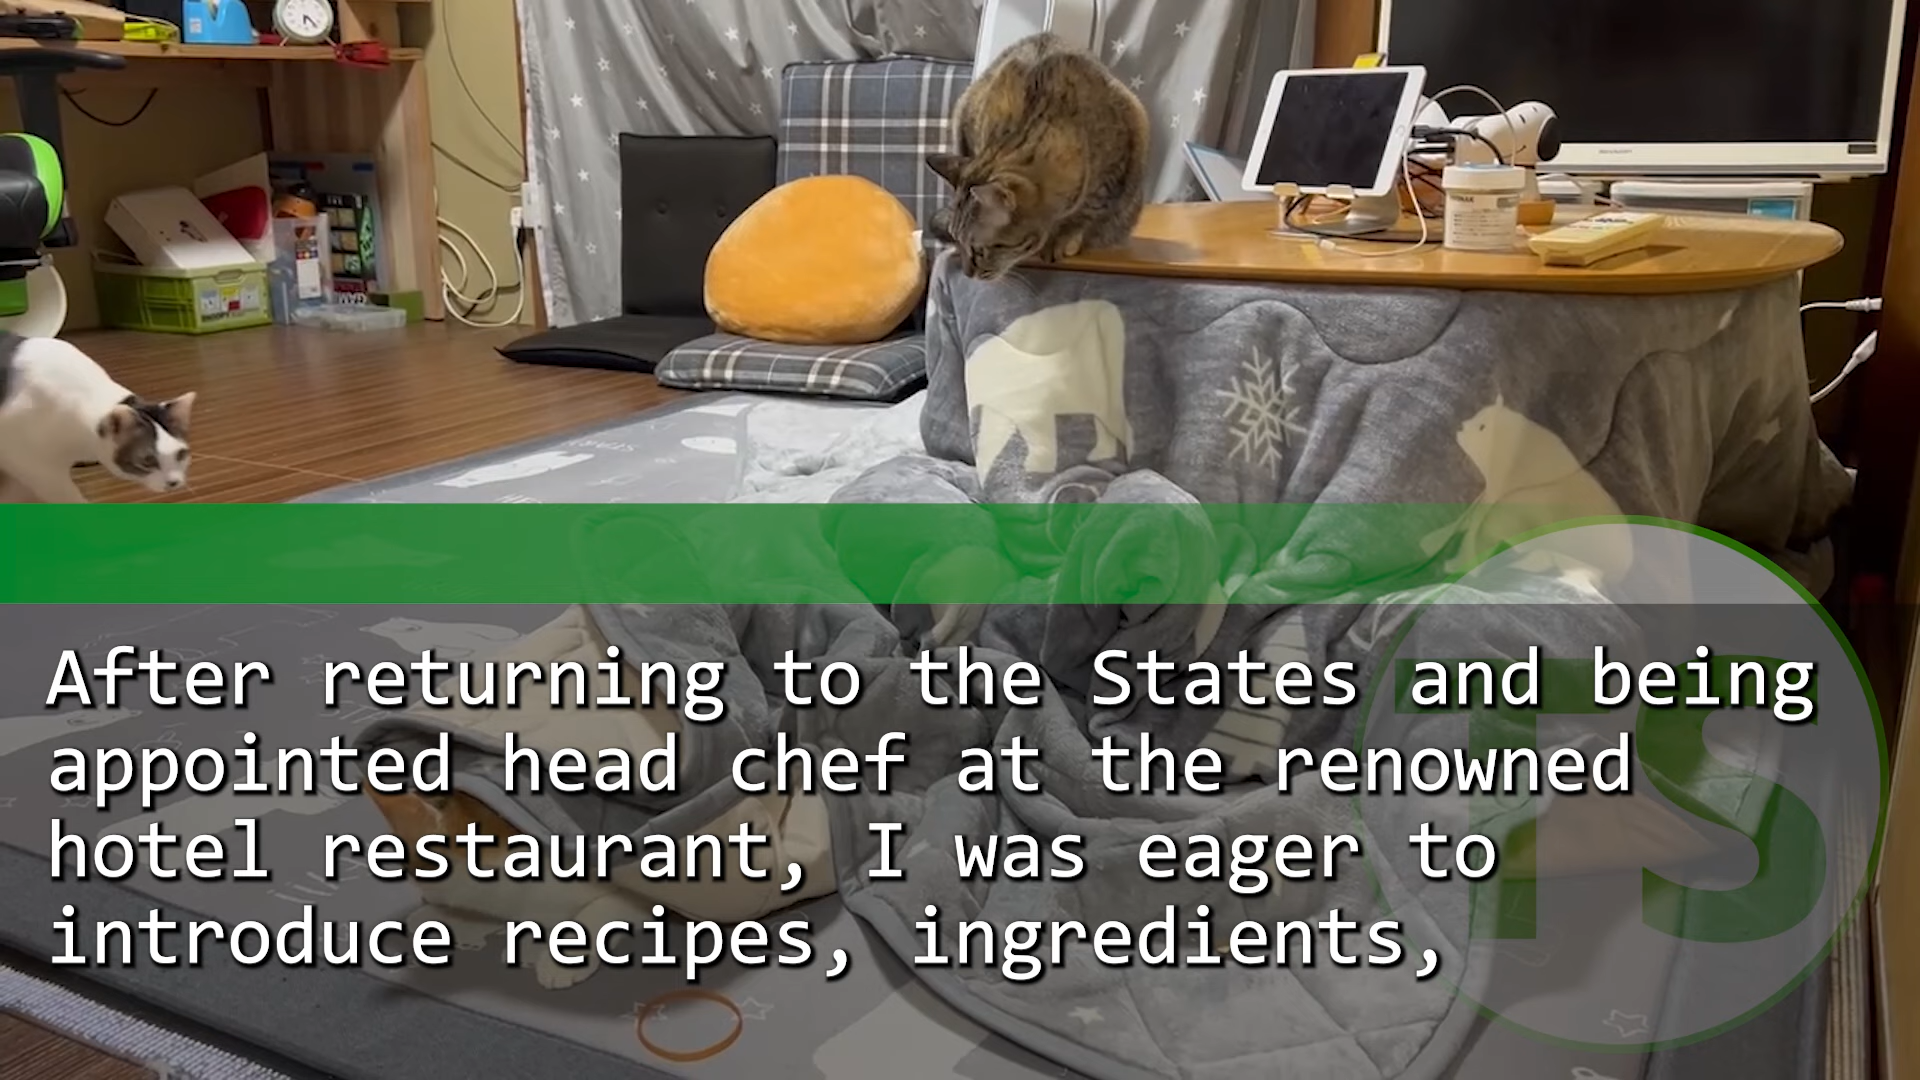 After returning to the States and being
appointed head chef at the renowned
hotel restaurant, I was eager to
introduce recipes, ingredients,
TS